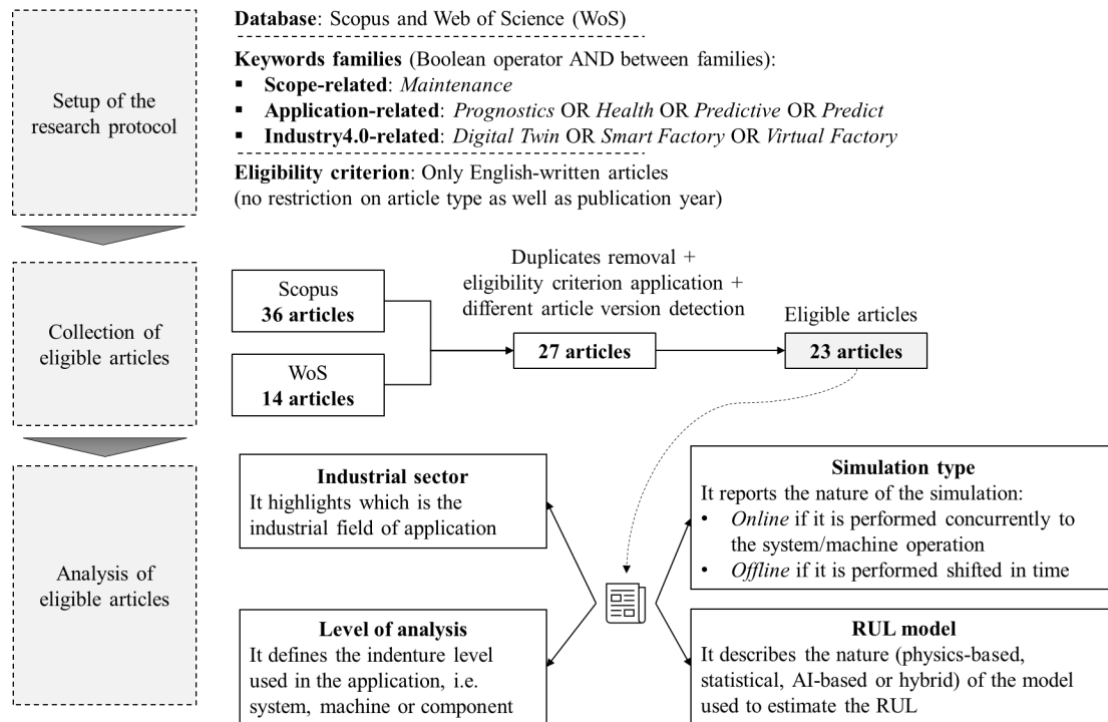 Setup of the
research protocol
Database: Scopus and Web of Science (WoS)
Keywords families (Boolean operator AND between families):
▪ Scope-related: Maintenance
▪ Application-related: Prognostics OR Health OR Predictive OR Predict
▪ Industry4.0-related: Digital Twin OR Smart Factory OR Virtual Factory
Eligibility criterion: Only English-written articles
(no restriction on article type as well as publication year)
Collection of
eligible articles
Scopus
36 articles
WoS
14 articles
Duplicates removal +
eligibility criterion application +
different article version detection
27 articles
Eligible articles
23 articles
Analysis of
eligible articles
Industrial sector
It highlights which is the
industrial field of application
Simulation type
It reports the nature of the simulation:
• Online if it is performed concurrently to
the system/machine operation
• Offline if it is performed shifted in time
Level of analysis
It defines the indenture level
used in the application, i.e.
system, machine or component
RUL model
It describes the nature (physics-based,
statistical, AI-based or hybrid) of the model
used to estimate the RUL